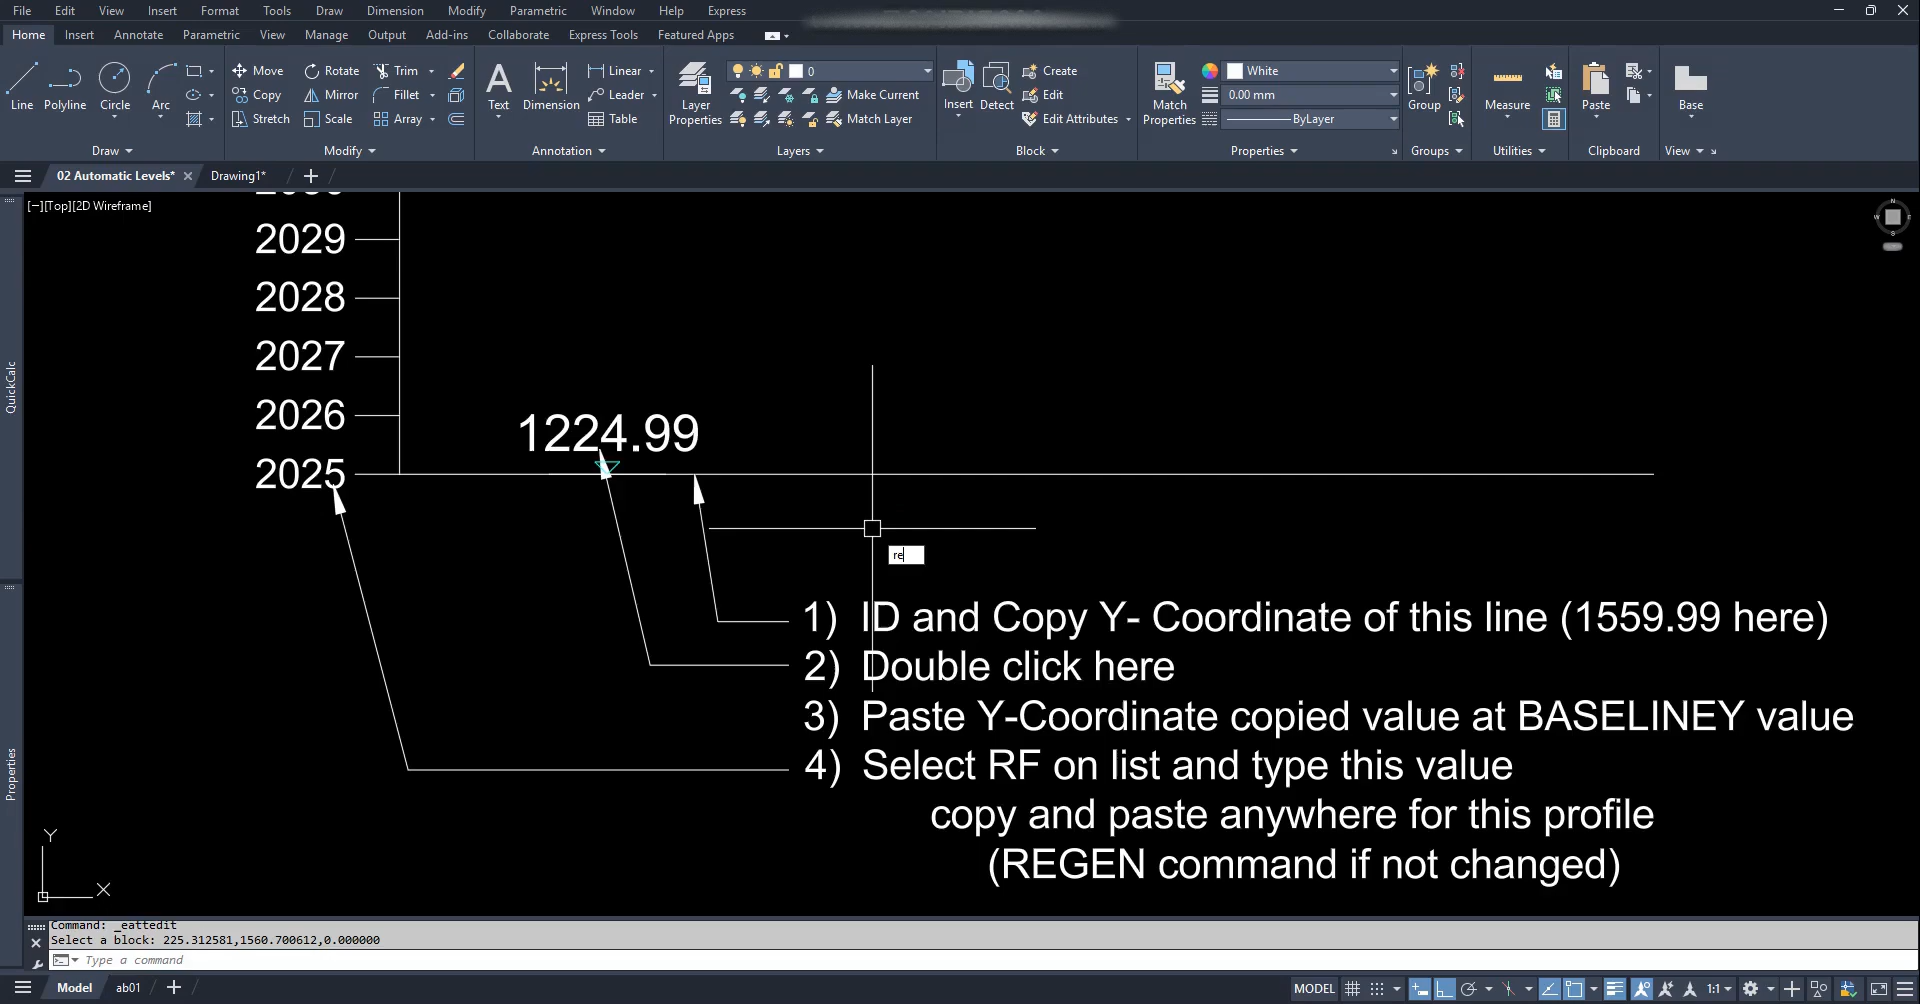 File Edit View Insert Format Tools Draw Dimension Modify Parametric Window Help Express
Home Insert Annotate Parametric View Manage Output Add-ins Collaborate Express Tools Featured Apps
Move Rotate Trim Linear 0 Create White
Copy Mirror Fillet Leader Make Current Edit 0.00 mm
Line Polyline Circle Arc Text Dimension Layer Properties Insert Detect Match Properties Group Measure Paste Base
Stretch Scale Array Table Match Layer Edit Attributes ByLayer
Draw Modify Annotation Layers Block Properties Groups Utilities Clipboard View
02 Automatic Levels* Drawing1*
[−][Top][2D Wireframe]
N
W
S
2029
2028
2027
2026
1224.99
2025
re
1) ID and Copy Y- Coordinate of this line (1559.99 here)
2) Double click here
3) Paste Y-Coordinate copied value at BASELINEY value
4) Select RF on list and type this value
copy and paste anywhere for this profile
(REGEN command if not changed)
QuickCalc
Properties
Y
X
Command: _eattedit
Select a block: 225.312581,1560.700612,0.000000
Type a command
Model ab01 MODEL 1:1